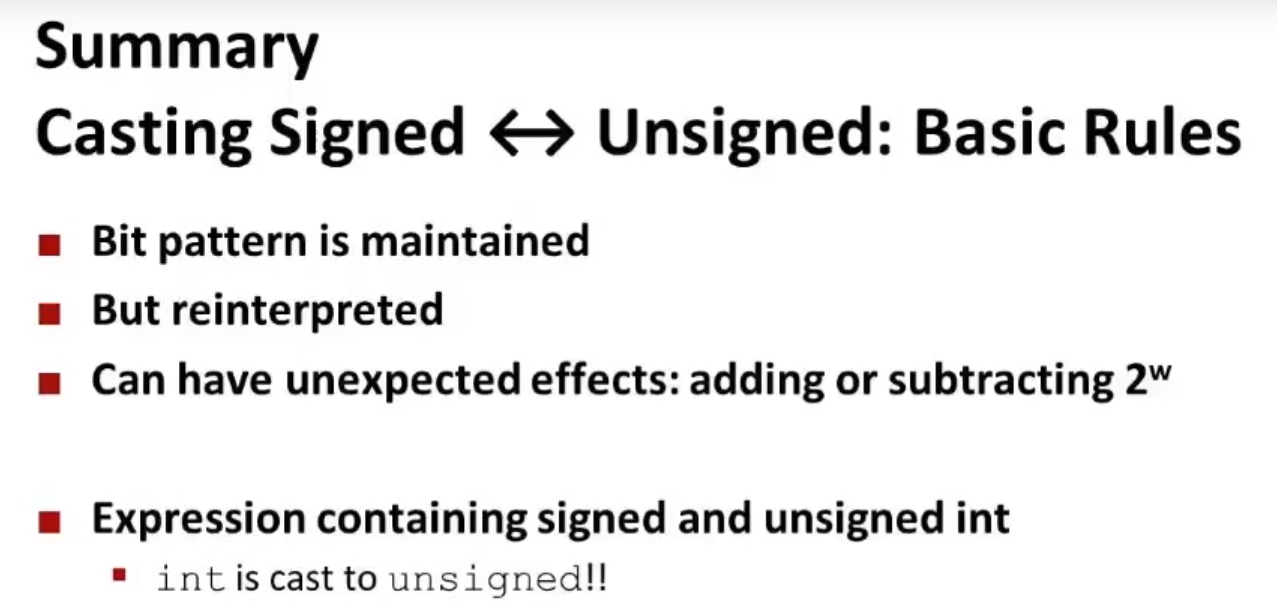 Summary
Casting Signed ↔ Unsigned: Basic Rules
■ Bit pattern is maintained
■ But reinterpreted
■ Can have unexpected effects: adding or subtracting 2ʷ
■ Expression containing signed and unsigned int
▪ int is cast to unsigned!!